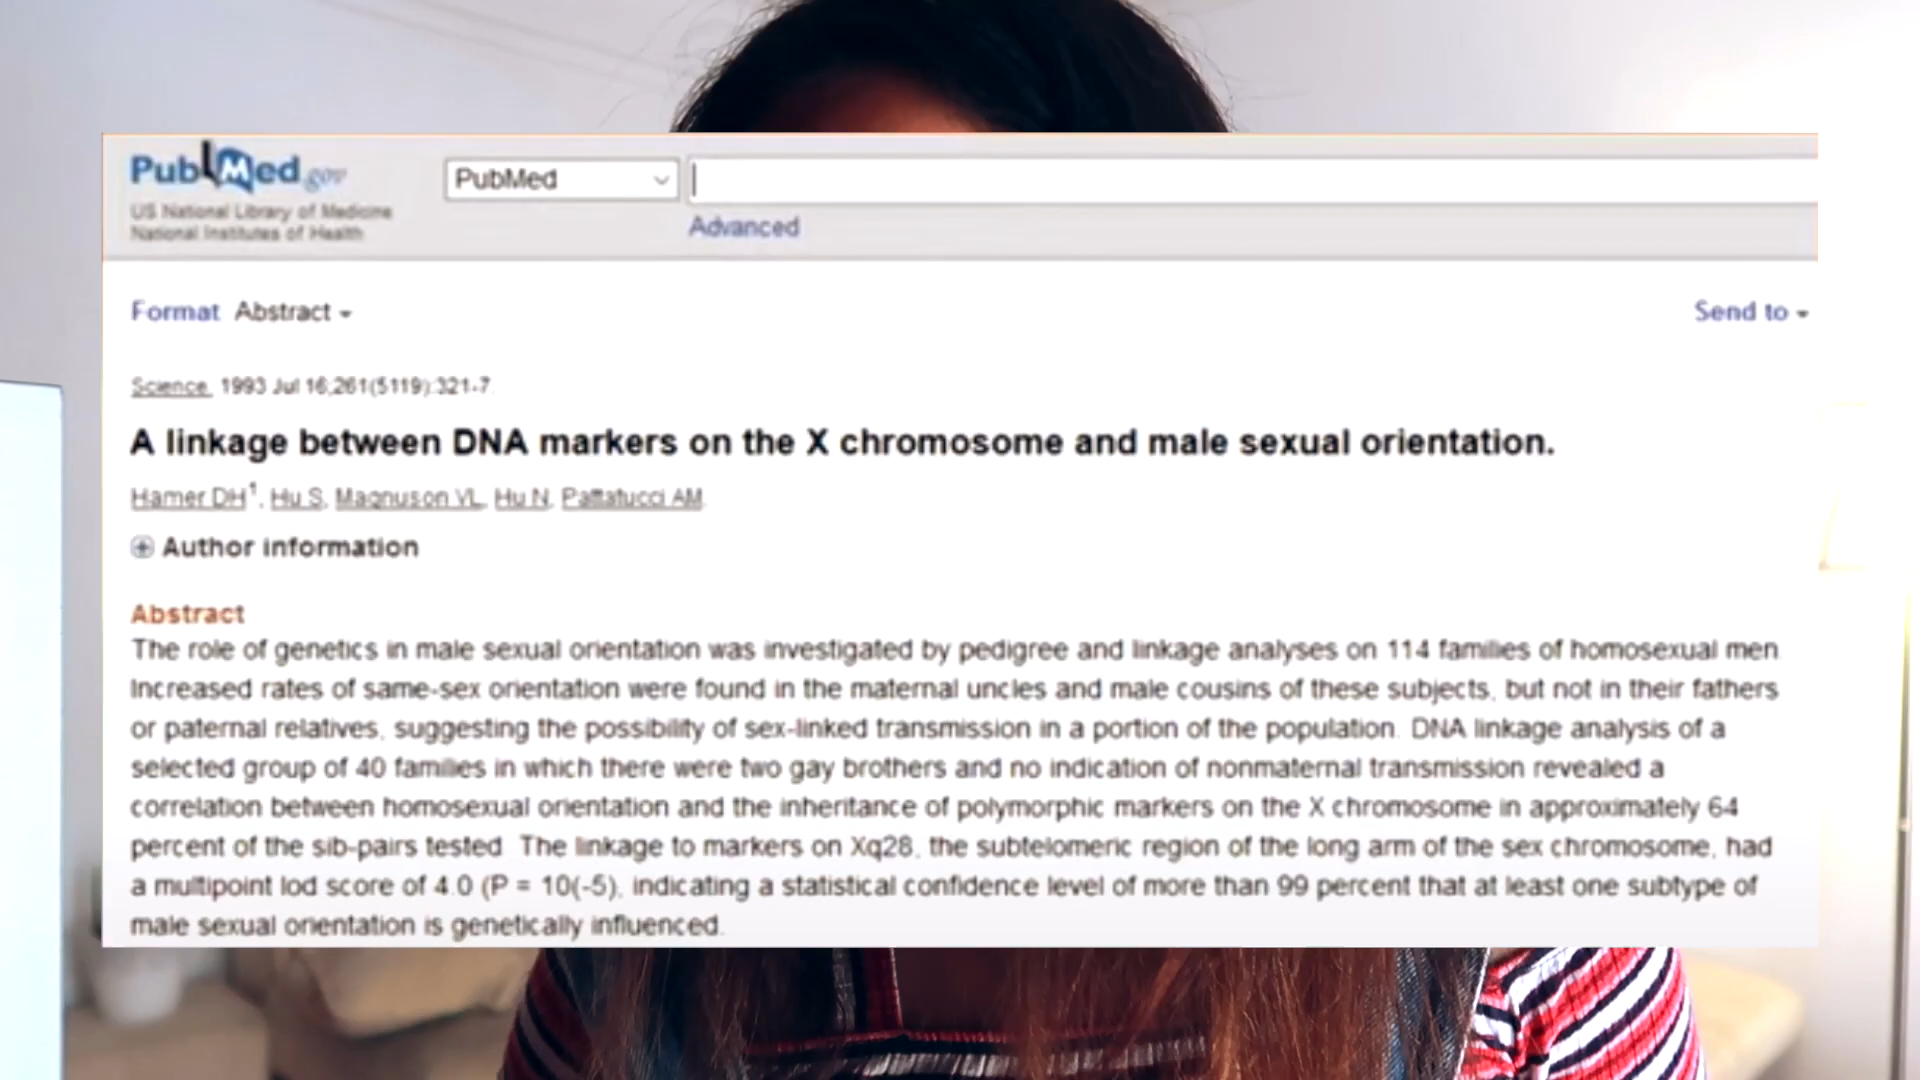 PubMed.gov
US National Library of Medicine
National Institutes of Health
PubMed
Advanced
Format Abstract
Send to
Science. 1993 Jul 16;261(5119):321-7.
A linkage between DNA markers on the X chromosome and male sexual orientation.
Hamer DH1, Hu S, Magnuson VL, Hu N, Pattatucci AM.
Author information
Abstract
The role of genetics in male sexual orientation was investigated by pedigree and linkage analyses on 114 families of homosexual men.
Increased rates of same-sex orientation were found in the maternal uncles and male cousins of these subjects, but not in their fathers
or paternal relatives, suggesting the possibility of sex-linked transmission in a portion of the population. DNA linkage analysis of a
selected group of 40 families in which there were two gay brothers and no indication of nonmaternal transmission revealed a
correlation between homosexual orientation and the inheritance of polymorphic markers on the X chromosome in approximately 64
percent of the sib-pairs tested. The linkage to markers on Xq28, the subtelomeric region of the long arm of the sex chromosome, had
a multipoint lod score of 4.0 (P = 10(-5), indicating a statistical confidence level of more than 99 percent that at least one subtype of
male sexual orientation is genetically influenced.